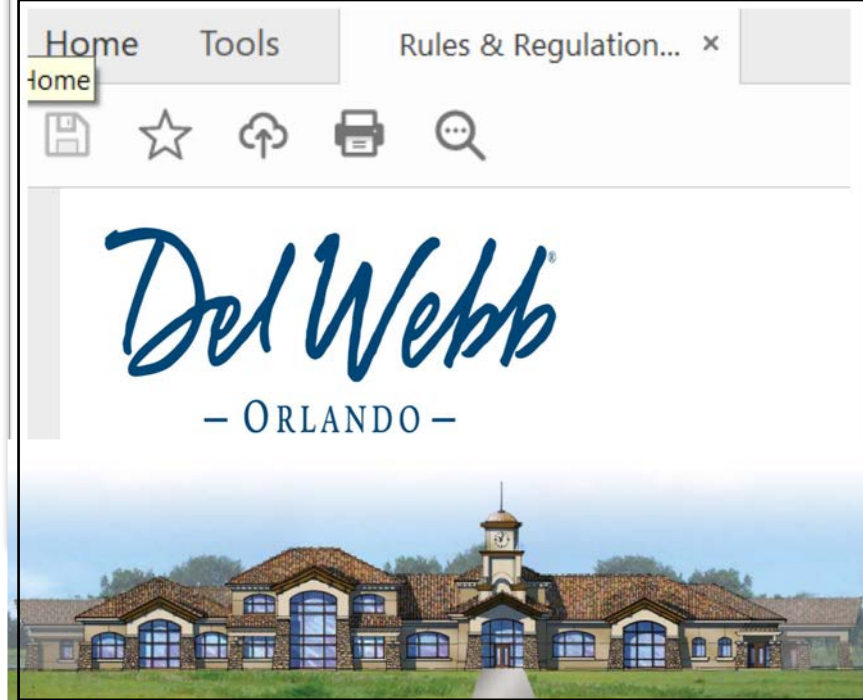 Home Tools Rules & Regulation... ×
Home
Del Webb®
– ORLANDO –